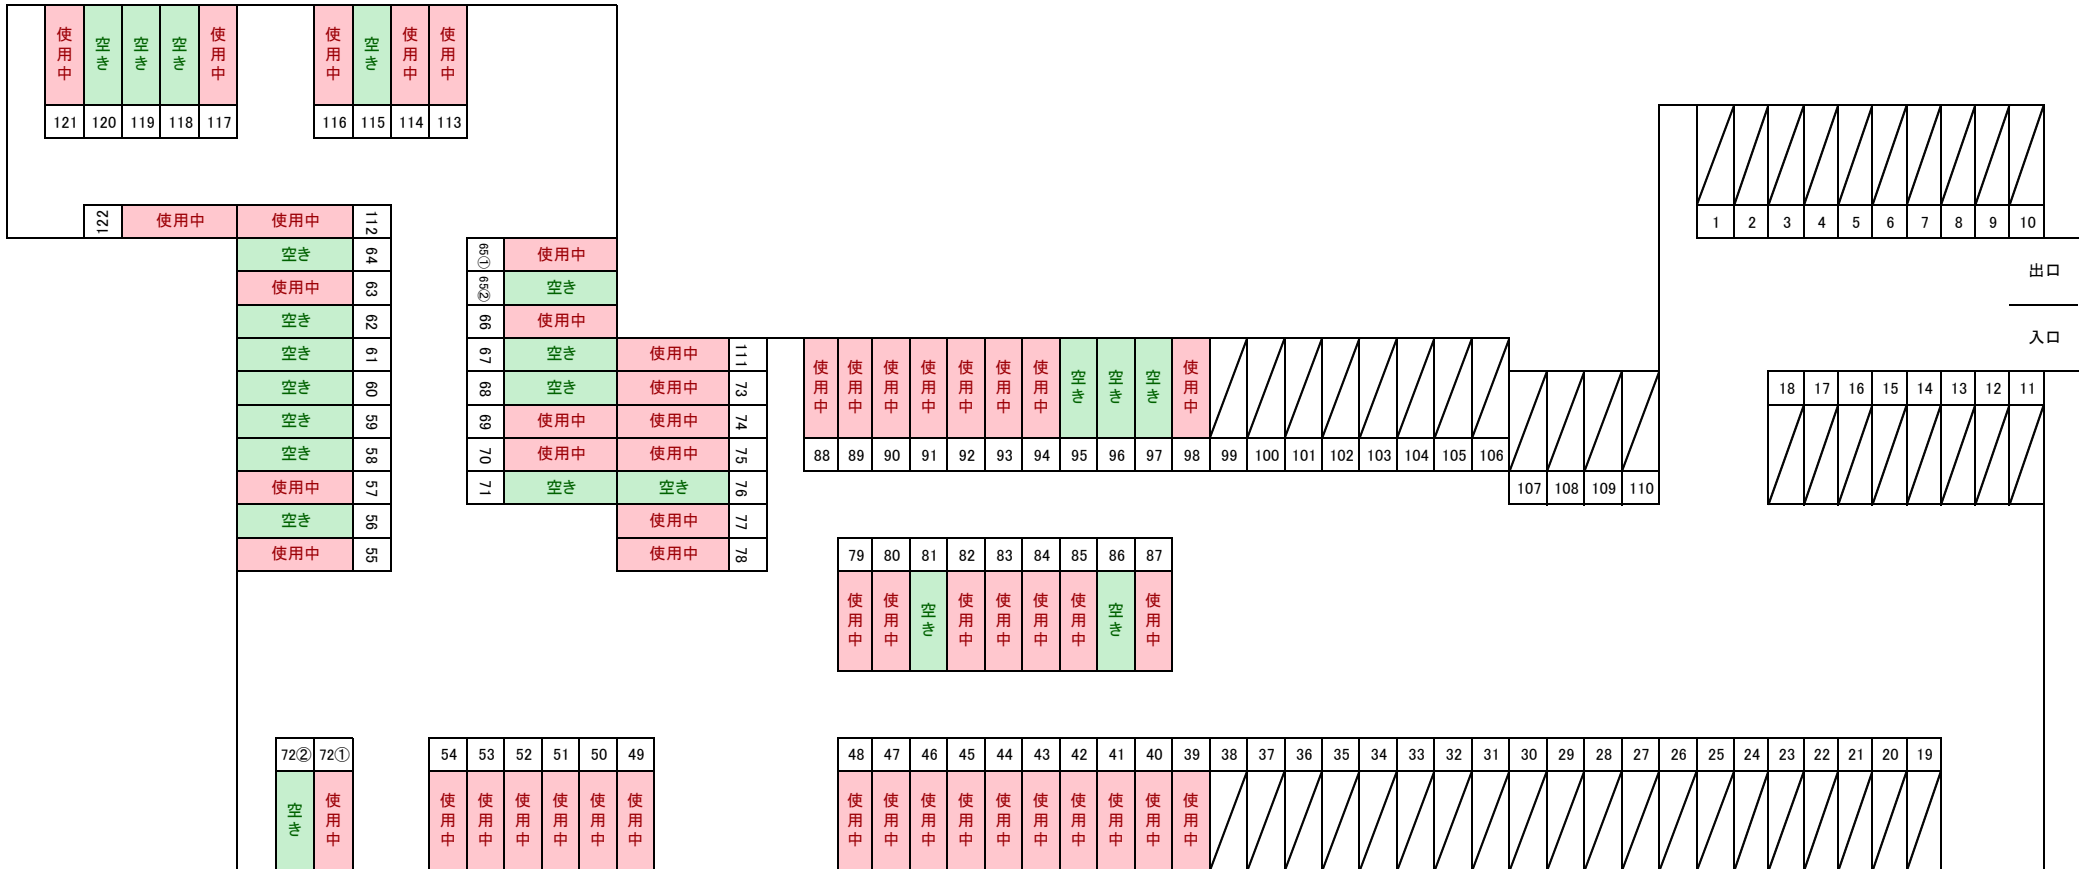 使用中 空き 空き 空き 使用中 使用中 空き 使用中 使用中
121 120 119 118 117 116 115 114 113
1 2 3 4 5 6 7 8 9 10
122 使用中 使用中 112
空き 64 65① 使用中
出口
使用中 63 65② 空き
空き 62 66 使用中
入口
空き 61 67 空き 使用中 111
使用中 使用中 使用中 使用中 使用中 使用中 使用中 空き 空き 空き 使用中
空き 60 68 空き 使用中 73
18 17 16 15 14 13 12 11
空き 59 69 使用中 使用中 74
空き 58 70 使用中 使用中 75
88 89 90 91 92 93 94 95 96 97 98 99 100 101 102 103 104 105 106
使用中 57 71 空き 空き 76
107 108 109 110
空き 56 使用中 77
使用中 55 使用中 78
79 80 81 82 83 84 85 86 87
使用中 使用中 空き 使用中 使用中 使用中 使用中 空き 使用中
72② 72① 54 53 52 51 50 49 48 47 46 45 44 43 42 41 40 39 38 37 36 35 34 33 32 31 30 29 28 27 26 25 24 23 22 21 20 19
空き 使用中 使用中 使用中 使用中 使用中 使用中 使用中 使用中 使用中 使用中 使用中 使用中 使用中 使用中 使用中 使用中 使用中